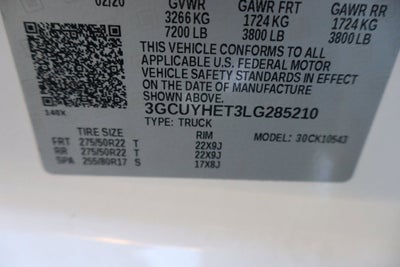 02/20 GVWR GAWR FRT GAWR RR
3266 KG 1724 KG 1724 KG
7200 LB 3800 LB 3800 LB
THIS VEHICLE CONFORMS TO ALL
APPLICABLE U.S. FEDERAL MOTOR
VEHICLE SAFETY STANDARDS IN EFFECT
ON THE DATE OF MANUFACTURE
SHOWN ABOVE.
140X
3GCUYHET3LG285210
TYPE: TRUCK
TIRE SIZE RIM MODEL: 30CK10543
FRT 275/50R22 T 22X9J
RR 275/50R22 T 22X9J
SPA 255/80R17 S 17X8J